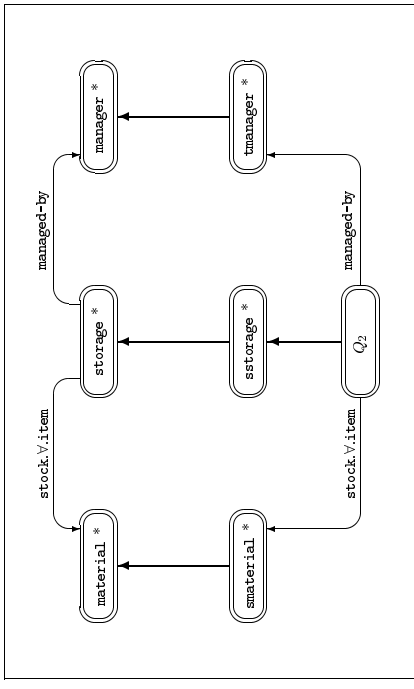 stock.∀.item
managed-by
material *
storage *
manager *
smaterial *
sstorage *
tmanager *
stock.∀.item
managed-by
Q₂